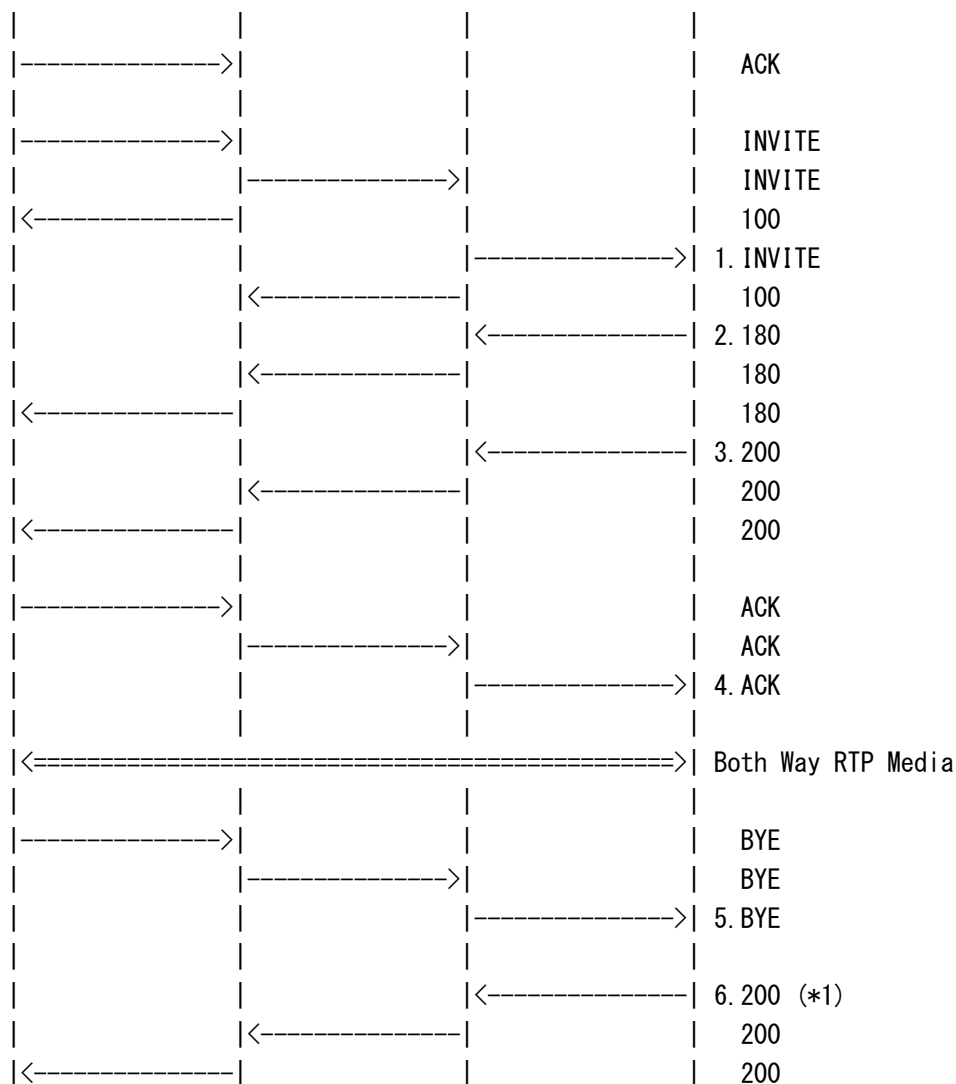 ACK
INVITE
INVITE
100
1. INVITE
100
2. 180
180
180
3. 200
200
200
ACK
ACK
4. ACK
Both Way RTP Media
BYE
BYE
5. BYE
6. 200 (*1)
200
200